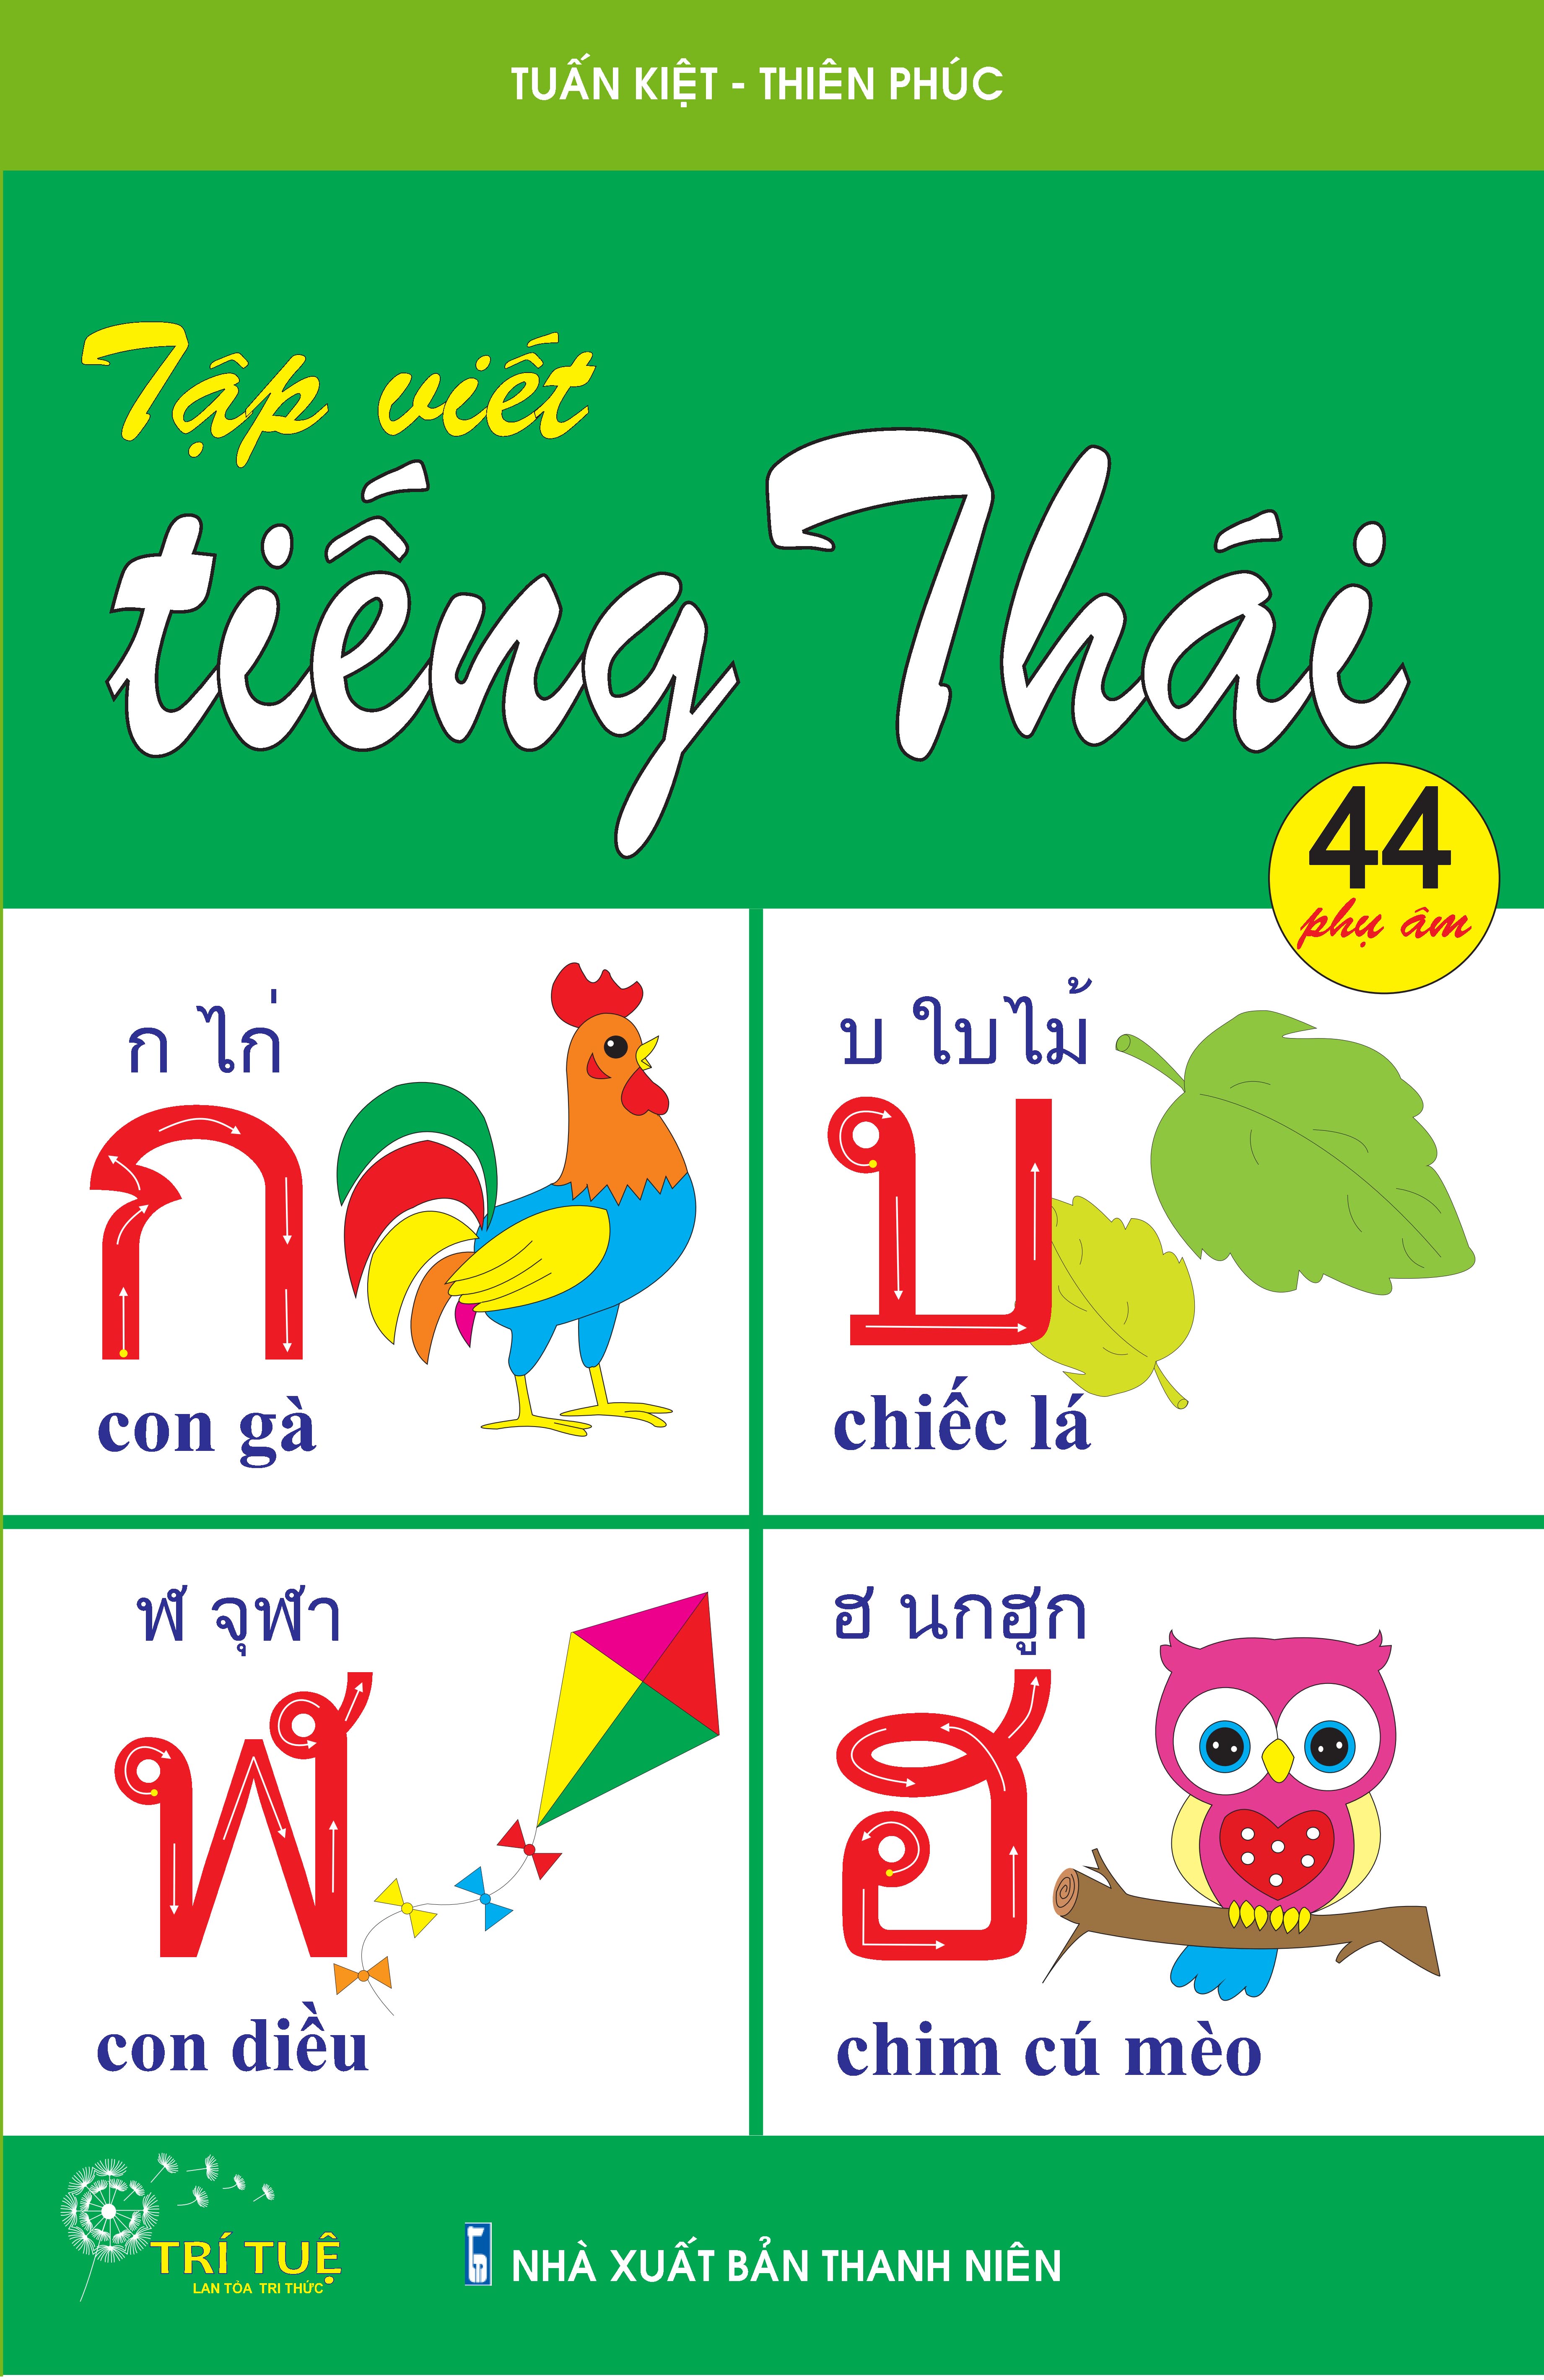 TUẤN KIỆT - THIÊN PHÚC
Tập viết
tiếng Thái
44
phụ âm
ก ไก่
ก
con gà
บ ใบไม้
บ
chiếc lá
ฬ จุฬา
ฬ
con diều
ฮ นกฮูก
ฮ
chim cú mèo
TRÍ TUỆ
LAN TỎA TRI THỨC
NHÀ XUẤT BẢN THANH NIÊN